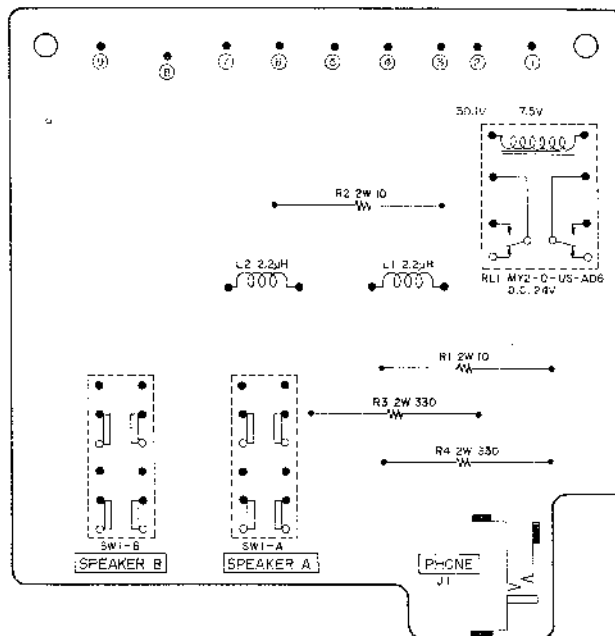 9 8 7 6 5 4 3 2 1
30.1V 7.5V
R2 2W 10
L2 2.2μH L1 2.2μH
RL1 MY2-0-US-AD6
D.C. 24V
R1 2W 10
R3 2W 330
R4 2W 330
SW1-B SW1-A
SPEAKER B SPEAKER A PHONE
J1